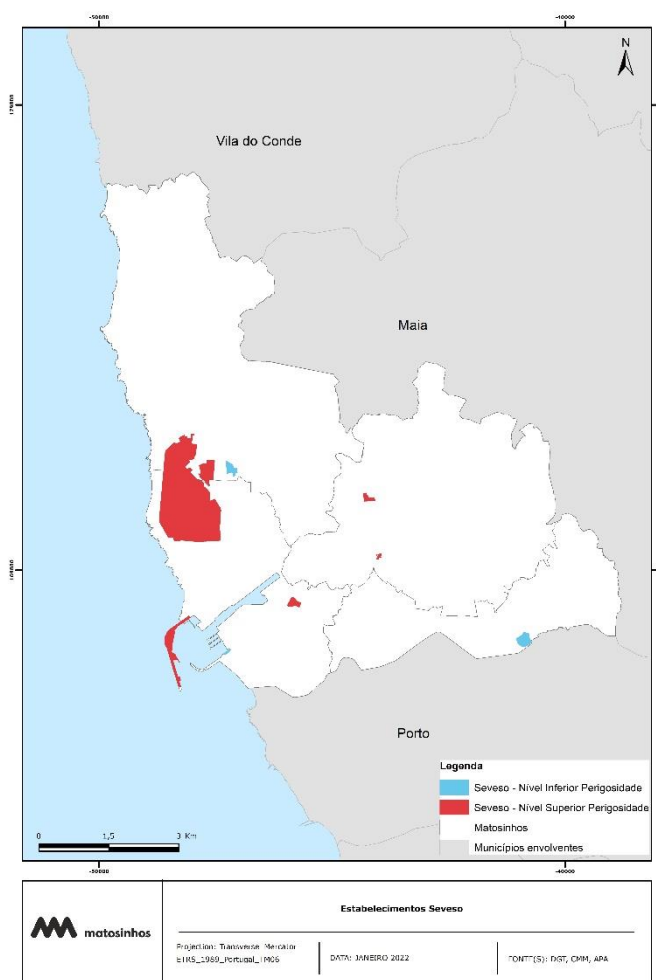 -50000
-40000
N
Vila do Conde
Maia
Porto
Legenda
Seveso - Nível Inferior Perigosidade
Seveso - Nível Superior Perigosidade
Matosinhos
Municípios envolventes
0 1,5 3 Km
-50000
-40000
matosinhos
Estabelecimentos Seveso
Projection: Transverse Mercator
ETRS_1989_Portugal_TM06
DATA: JANEIRO 2022
FONTE(S): DGT, CMM, APA